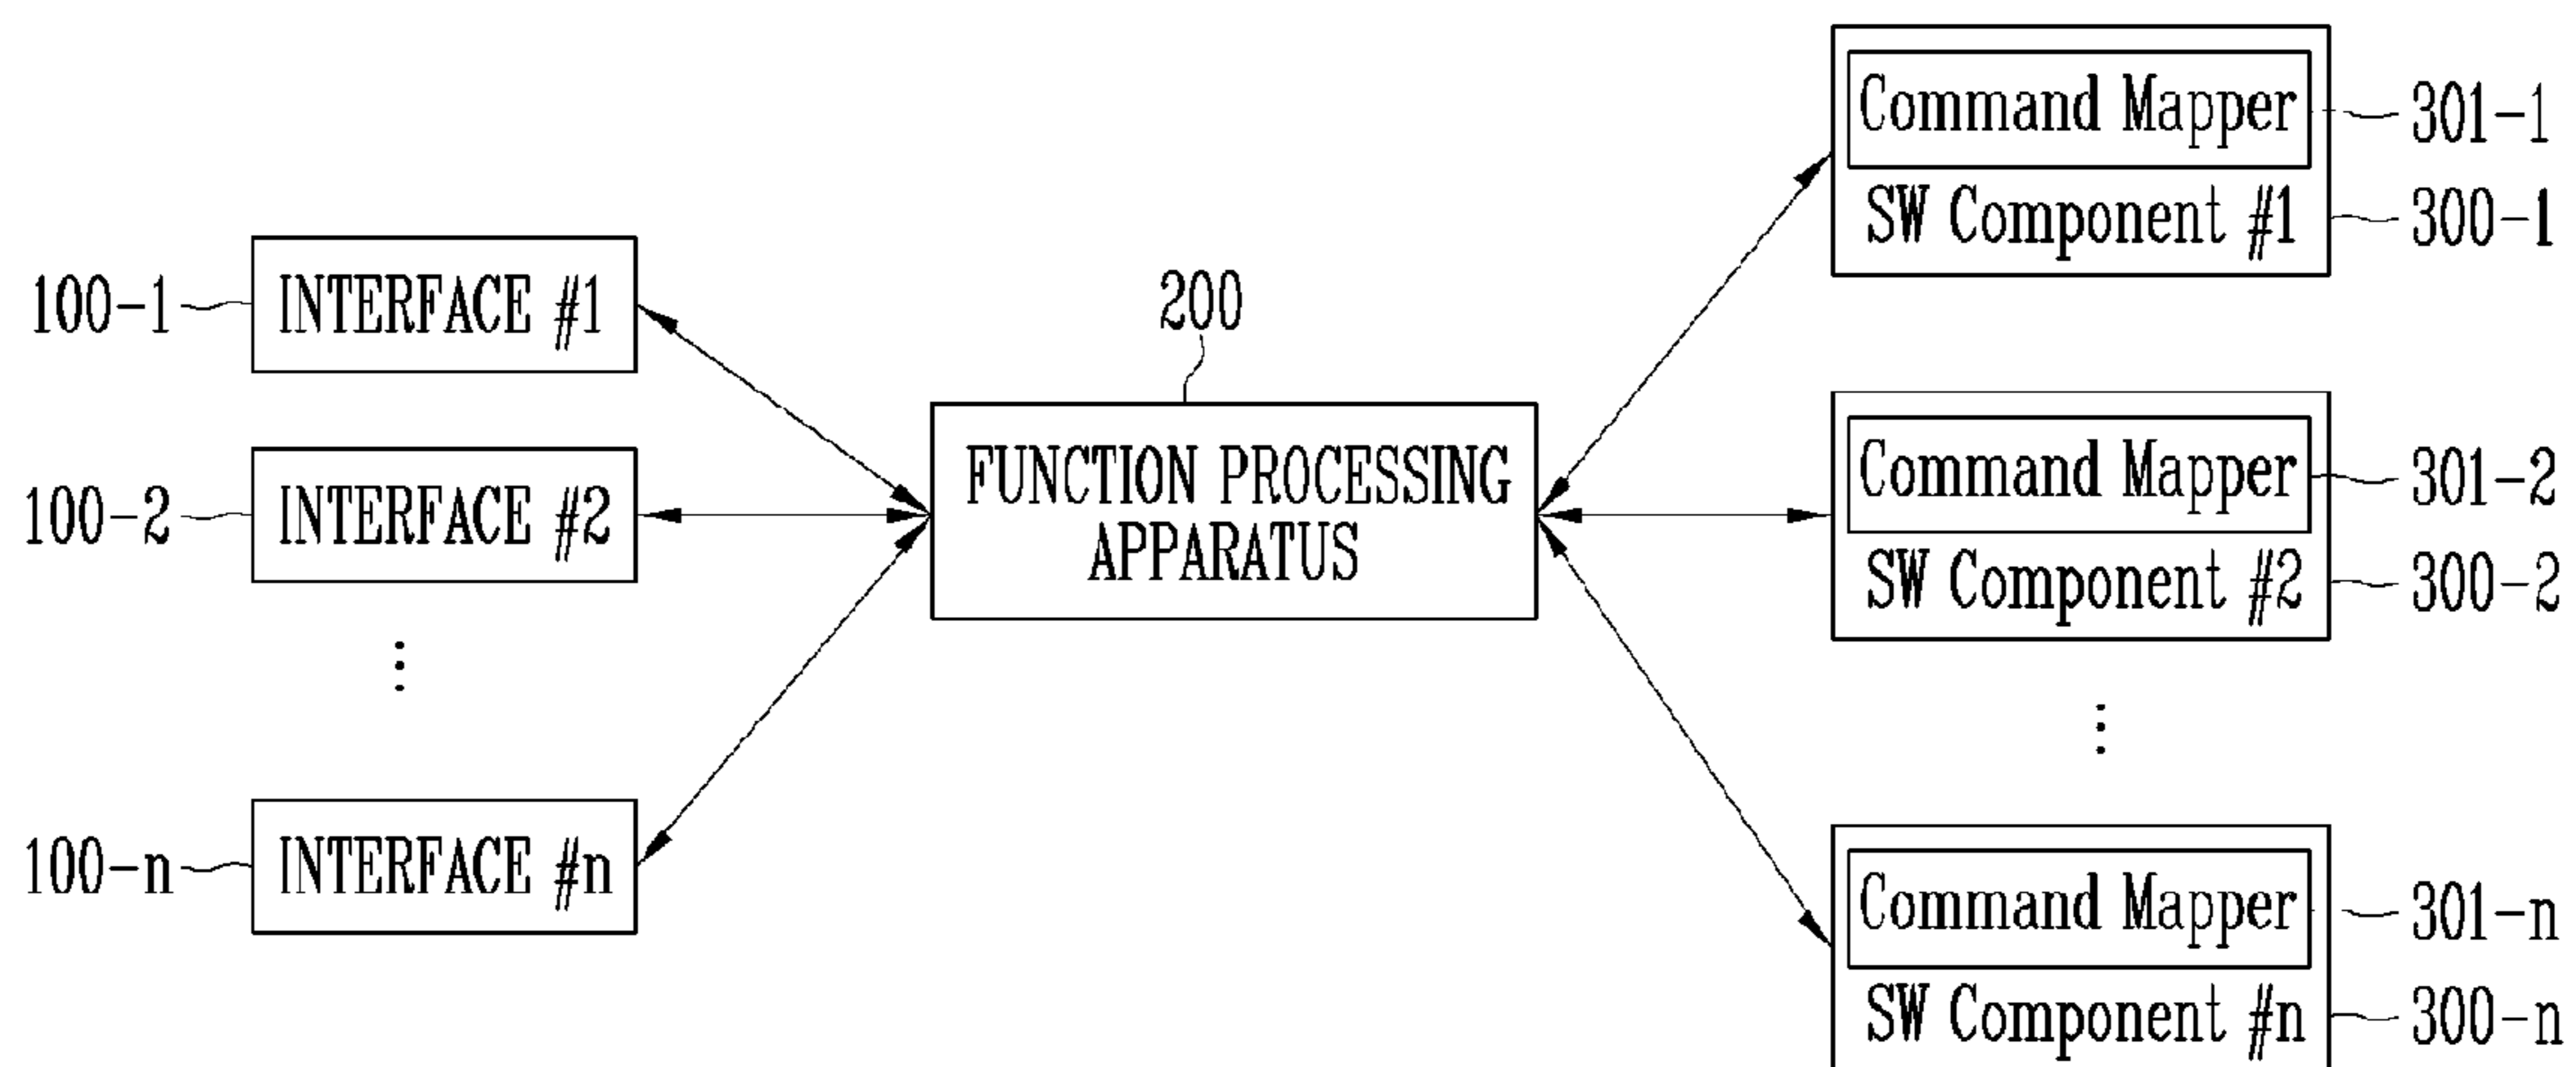 100-1
INTERFACE #1
100-2
INTERFACE #2
100-n
INTERFACE #n
200
FUNCTION PROCESSING
APPARATUS
Command Mapper
301-1
SW Component #1
300-1
Command Mapper
301-2
SW Component #2
300-2
Command Mapper
301-n
SW Component #n
300-n